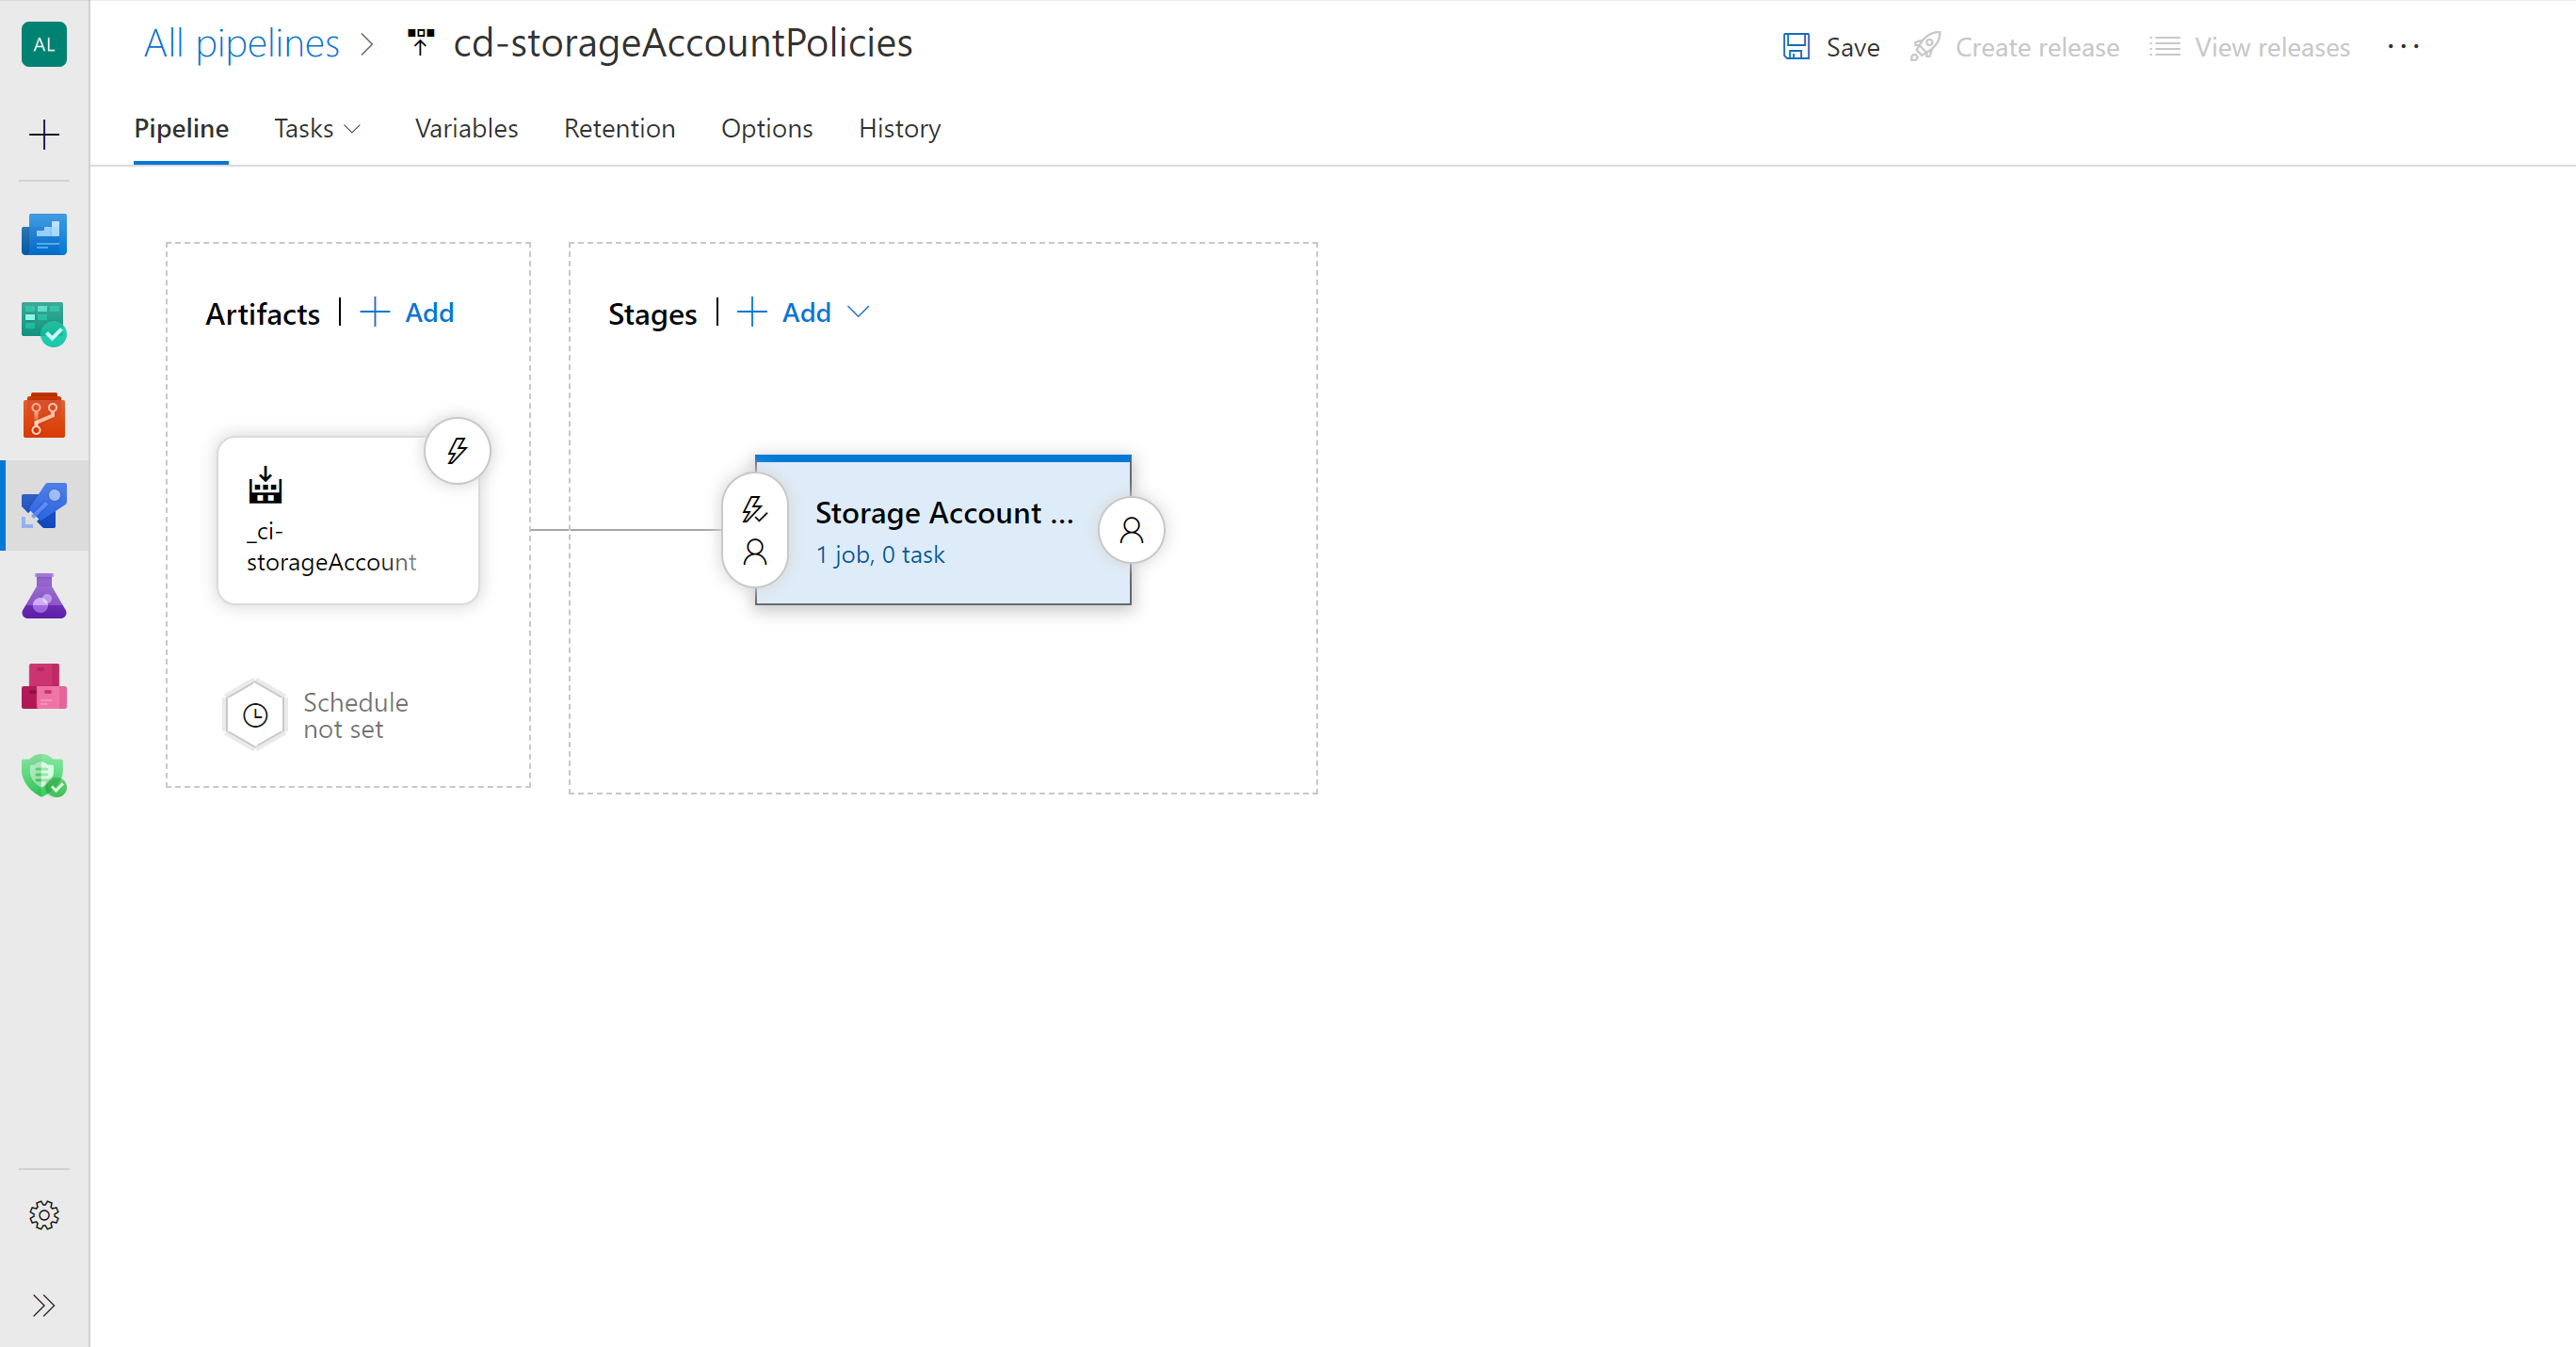 AL
All pipelines > cd-storageAccountPolicies
Save Create release View releases ...
Pipeline Tasks Variables Retention Options History
Artifacts | + Add
Stages | + Add
_ci-
storageAccount
Storage Account ...
1 job, 0 task
Schedule
not set